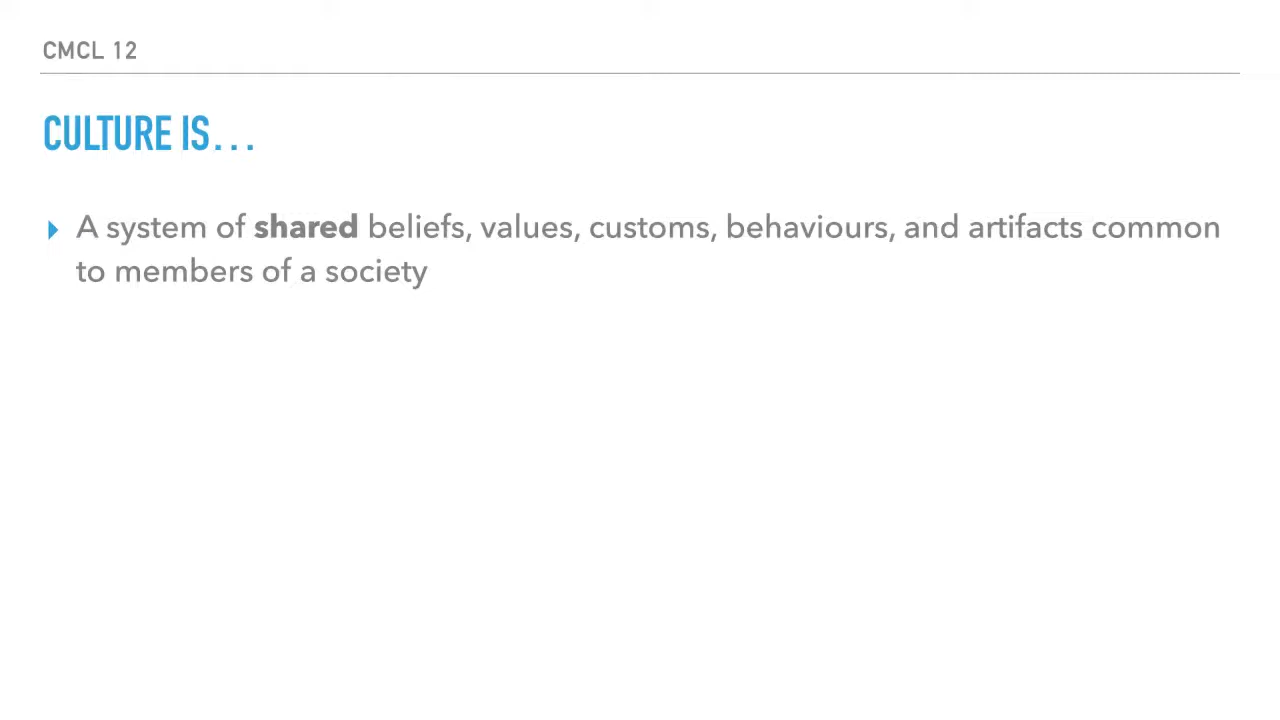 CMCL 12
CULTURE IS...
A system of shared beliefs, values, customs, behaviours, and artifacts common
to members of a society